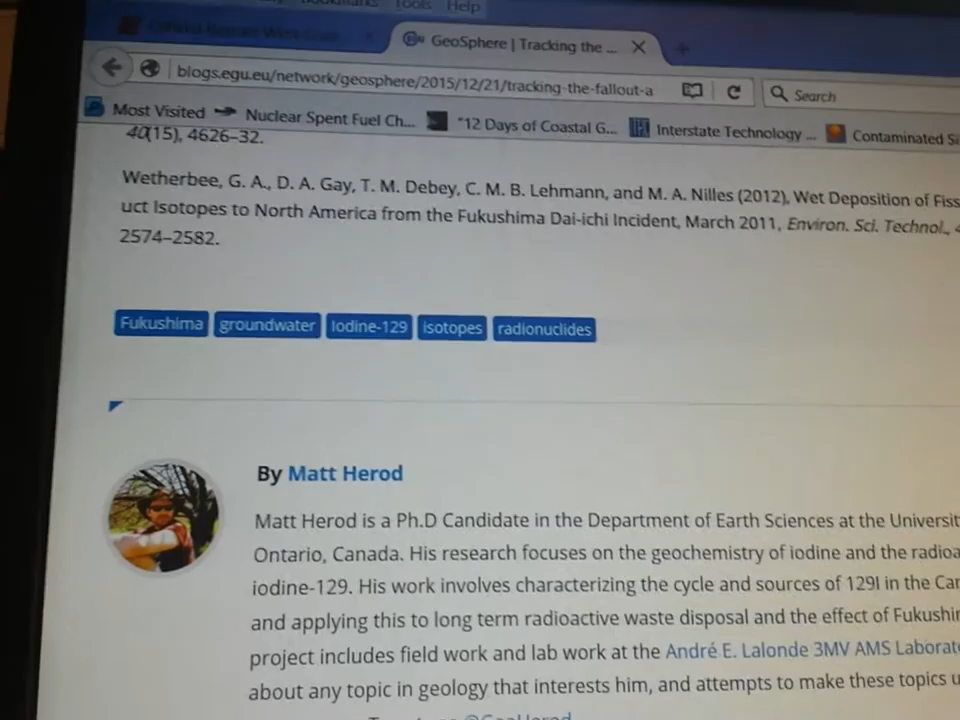 Tools Help
GeoSphere | Tracking the ...
blogs.egu.eu/network/geosphere/2015/12/21/tracking-the-fallout-a
Search
Most Visited Nuclear Spent Fuel Ch... "12 Days of Coastal G... Interstate Technology ... Contaminated
40(15), 4626–32.
Wetherbee, G. A., D. A. Gay, T. M. Debey, C. M. B. Lehmann, and M. A. Nilles (2012), Wet Deposition of Fiss
uct Isotopes to North America from the Fukushima Dai-ichi Incident, March 2011, Environ. Sci. Technol.,
2574–2582.
Fukushima groundwater Iodine-129 isotopes radionuclides
By Matt Herod
Matt Herod is a Ph.D Candidate in the Department of Earth Sciences at the Universit
Ontario, Canada. His research focuses on the geochemistry of iodine and the radioa
iodine-129. His work involves characterizing the cycle and sources of 129I in the Can
and applying this to long term radioactive waste disposal and the effect of Fukushim
project includes field work and lab work at the André E. Lalonde 3MV AMS Laborato
about any topic in geology that interests him, and attempts to make these topics u